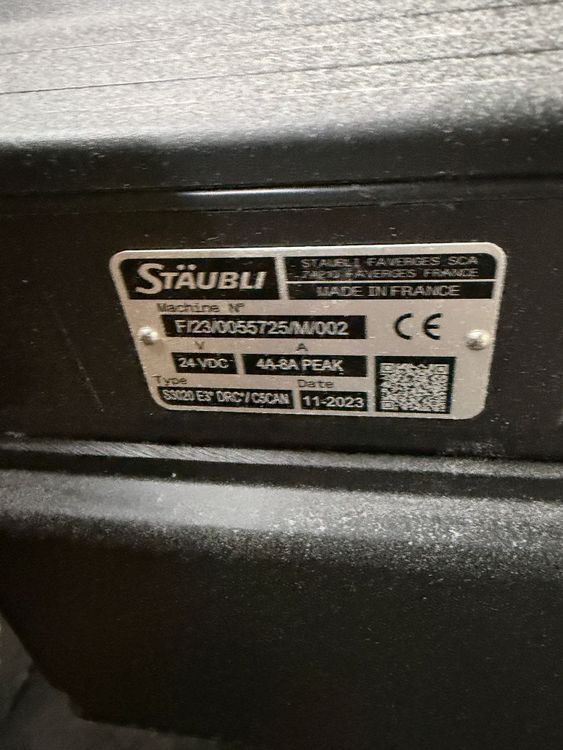 STÄUBLI
STAUBLI FAVERGES SCA
74210 FAVERGES FRANCE
MADE IN FRANCE
Machine N°
F/23/0055725/M/002
CE
V A
24 VDC 4A-8A PEAK
Type Date
S3020 E3" DRC"/ C5CAN 11-2023